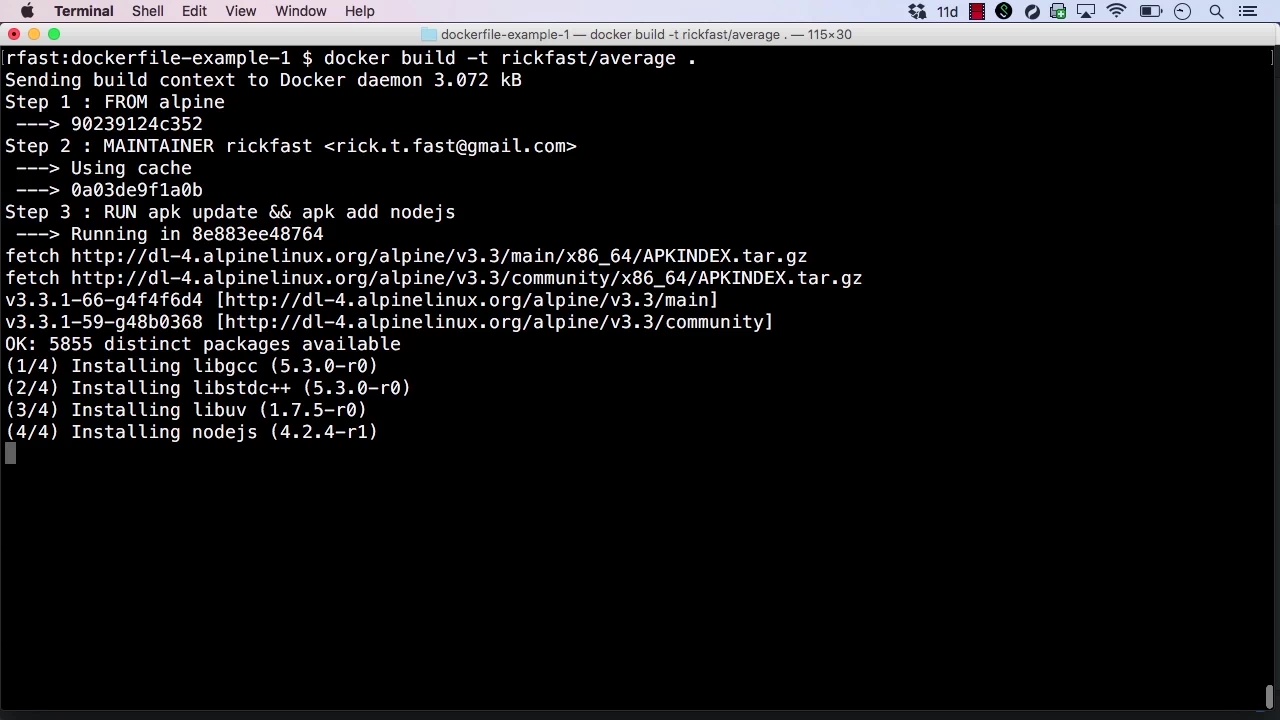 Terminal Shell Edit View Window Help 11d
dockerfile-example-1 — docker build -t rickfast/average . — 115×30
rfast:dockerfile-example-1 $ docker build -t rickfast/average .
Sending build context to Docker daemon 3.072 kB
Step 1 : FROM alpine
 ---> 90239124c352
Step 2 : MAINTAINER rickfast <rick.t.fast@gmail.com>
 ---> Using cache
 ---> 0a03de9f1a0b
Step 3 : RUN apk update && apk add nodejs
 ---> Running in 8e883ee48764
fetch http://dl-4.alpinelinux.org/alpine/v3.3/main/x86_64/APKINDEX.tar.gz
fetch http://dl-4.alpinelinux.org/alpine/v3.3/community/x86_64/APKINDEX.tar.gz
v3.3.1-66-g4f4f6d4 [http://dl-4.alpinelinux.org/alpine/v3.3/main]
v3.3.1-59-g48b0368 [http://dl-4.alpinelinux.org/alpine/v3.3/community]
OK: 5855 distinct packages available
(1/4) Installing libgcc (5.3.0-r0)
(2/4) Installing libstdc++ (5.3.0-r0)
(3/4) Installing libuv (1.7.5-r0)
(4/4) Installing nodejs (4.2.4-r1)